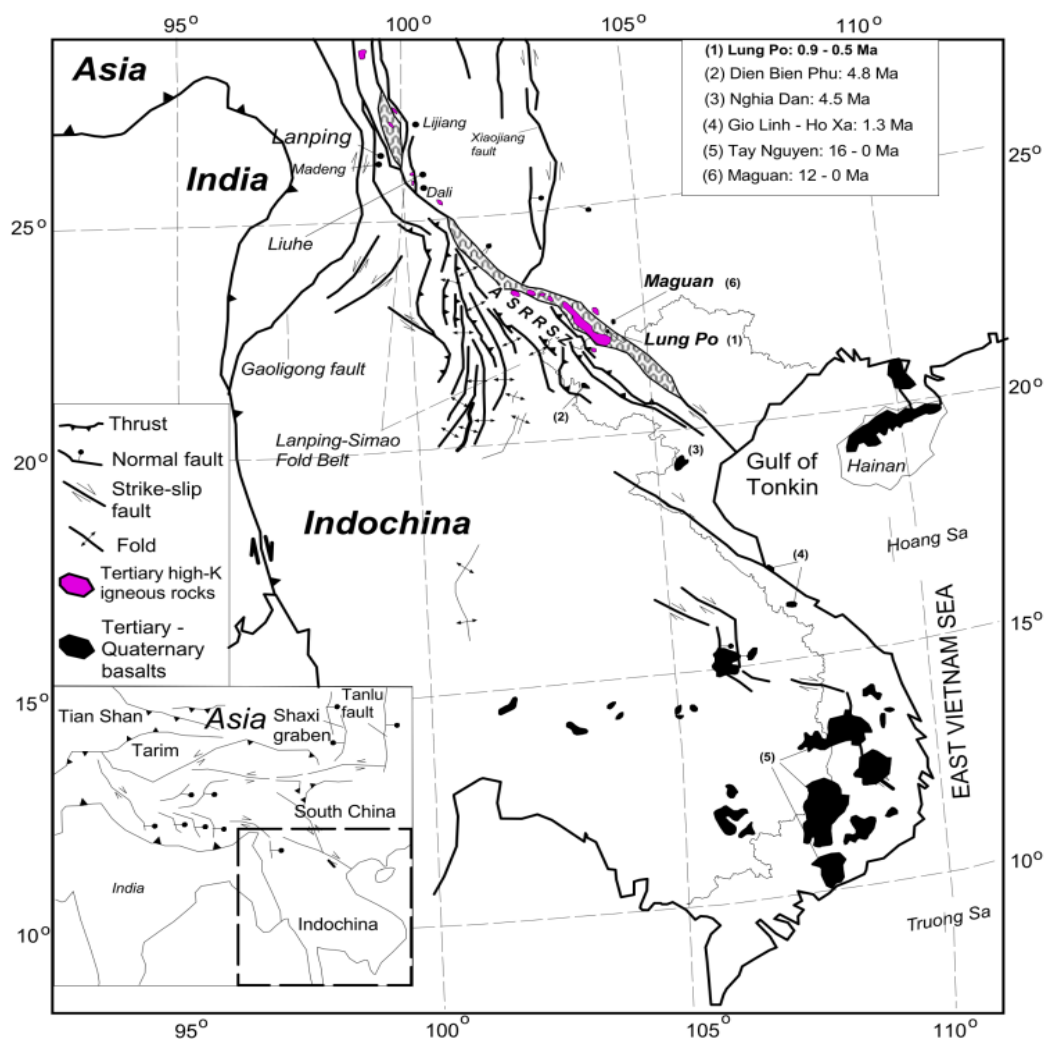 95°
100°
105°
110°
Asia
(1) Lung Po: 0.9 - 0.5 Ma
(2) Dien Bien Phu: 4.8 Ma
(3) Nghia Dan: 4.5 Ma
(4) Gio Linh - Ho Xa: 1.3 Ma
(5) Tay Nguyen: 16 - 0 Ma
(6) Maguan: 12 - 0 Ma
Lijiang
Lanping
Xiaojiang
fault
Madeng
25°
India
Dali
25°
Liuhe
Maguan (6)
ASRRSZ
Lung Po (1)
Gaoligong fault
20°
(2)
Lanping-Simao
Fold Belt
20°
(3)
Gulf of
Tonkin
Hainan
Thrust
Normal fault
Strike-slip
fault
Fold
Tertiary high-K
igneous rocks
Tertiary -
Quaternary
basalts
Indochina
Hoang Sa
(4)
EAST VIETNAM SEA
15°
15°
(5)
10°
Truong Sa
Tian Shan
Asia
Tanlu
fault
Shaxi
graben
Tarim
South China
India
Indochina
10°
95°
100°
105°
110°